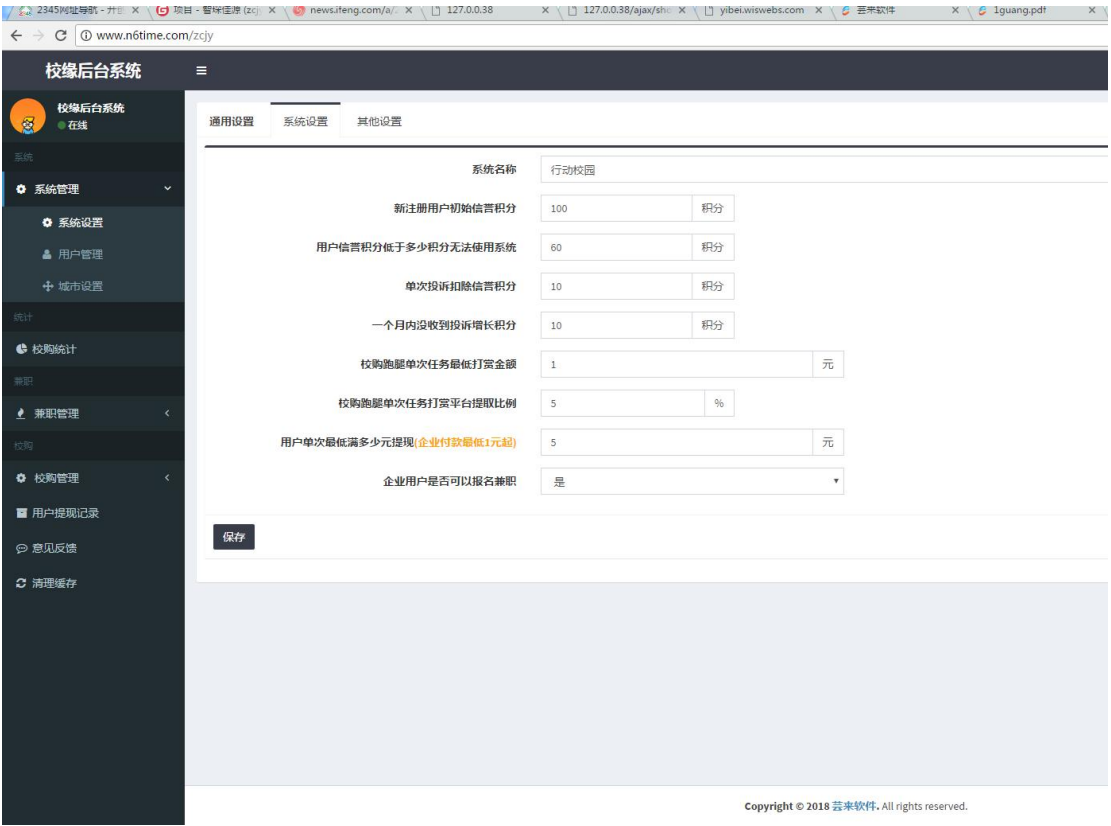 2345网址导航 - 开创
项目 - 智琛佳源 (zcjy
news.ifeng.com/a/2
127.0.0.38
127.0.0.38/ajax/sho
yibei.wiswebs.com
芸来软件
1guang.pdf
www.n6time.com/zcjy
校缘后台系统
校缘后台系统
在线
通用设置 系统设置 其他设置
系统
系统管理
系统设置
用户管理
城市设置
统计
校购统计
兼职
兼职管理
校购
校购管理
用户提现记录
意见反馈
清理缓存
系统名称 行动校园
新注册用户初始信誉积分 100 积分
用户信誉积分低于多少积分无法使用系统 60 积分
单次投诉扣除信誉积分 10 积分
一个月内没收到投诉增长积分 10 积分
校购跑腿单次任务最低打赏金额 1 元
校购跑腿单次任务打赏平台提取比例 5 %
用户单次最低满多少元提现(企业付款最低1元起) 5 元
企业用户是否可以报名兼职 是
保存
Copyright © 2018 芸来软件. All rights reserved.